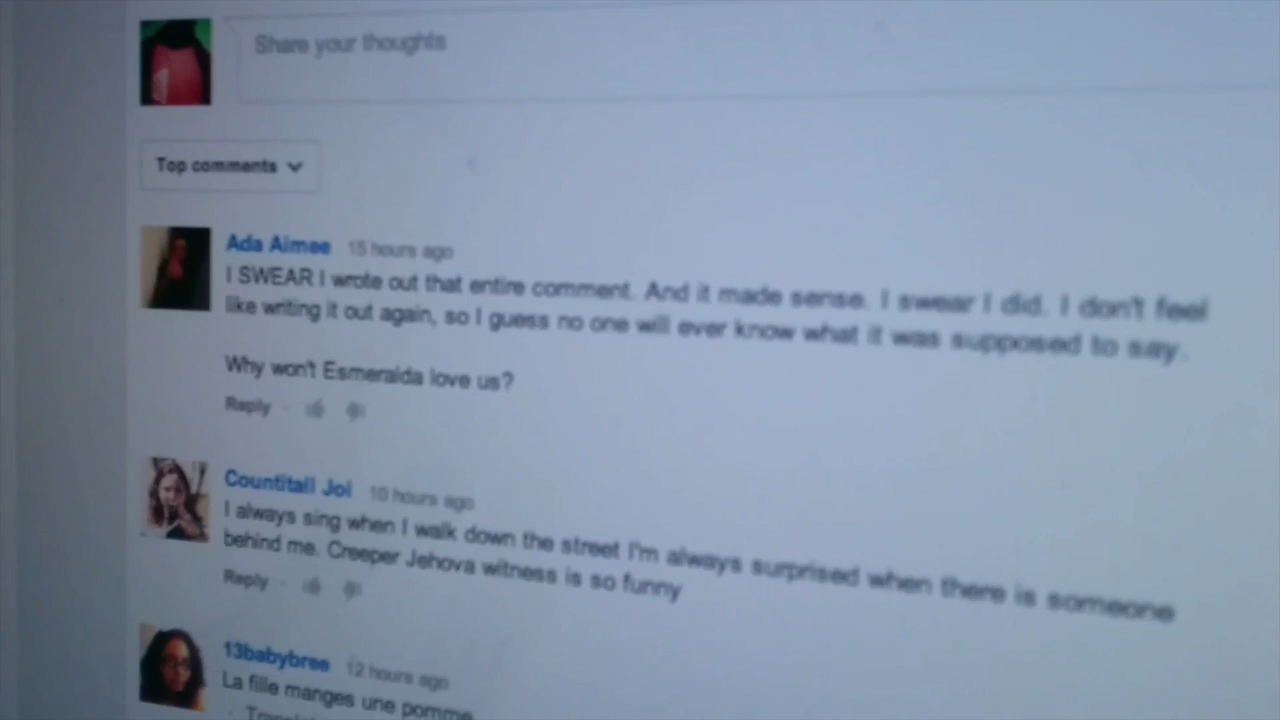 Share your thoughts
Top comments
Ada Aimee 15 hours ago
I SWEAR I wrote out that entire comment. And it made sense. I swear I did. I don't feel
like writing it out again, so I guess no one will ever know what it was supposed to say.
Why won't Esmeralda love us?
Reply
Countitall Joi 10 hours ago
I always sing when I walk down the street I'm always surprised when there is someone
behind me. Creeper Jehova witness is so funny
Reply
13babybree 12 hours ago
La fille manges une pomme